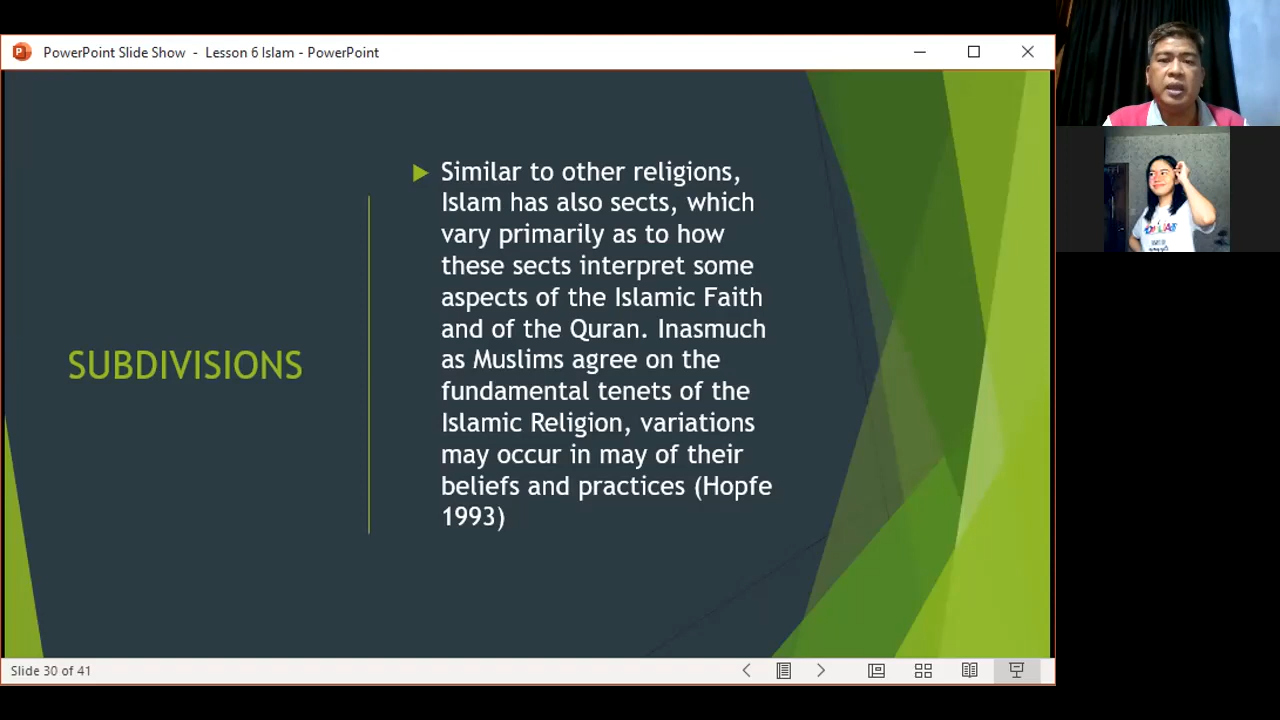 PowerPoint Slide Show - Lesson 6 Islam - PowerPoint
SUBDIVISIONS
Similar to other religions,
Islam has also sects, which
vary primarily as to how
these sects interpret some
aspects of the Islamic Faith
and of the Quran. Inasmuch
as Muslims agree on the
fundamental tenets of the
Islamic Religion, variations
may occur in may of their
beliefs and practices (Hopfe
1993)
Slide 30 of 41